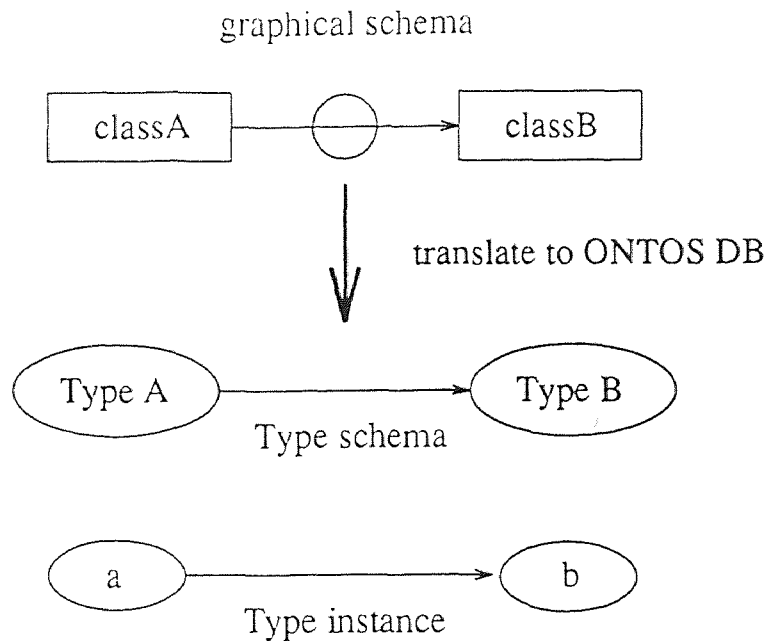 graphical schema
classA
classB
translate to ONTOS DB
Type A
Type B
Type schema
a
b
Type instance